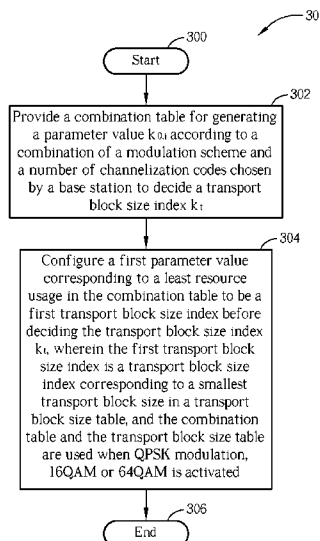 30
300
Start
302
Provide a combination table for generating
a parameter value k0,i according to a
combination of a modulation scheme and
a number of channelization codes chosen
by a base station to decide a transport
block size index kt
304
Configure a first parameter value
corresponding to a least resource
usage in the combination table to be a
first transport block size index before
deciding the transport block size index
kt, wherein the first transport block
size index is a transport block size
index corresponding to a smallest
transport block size in a transport
block size table, and the combination
table and the transport block size table
are used when QPSK modulation,
16QAM or 64QAM is activated
306
End